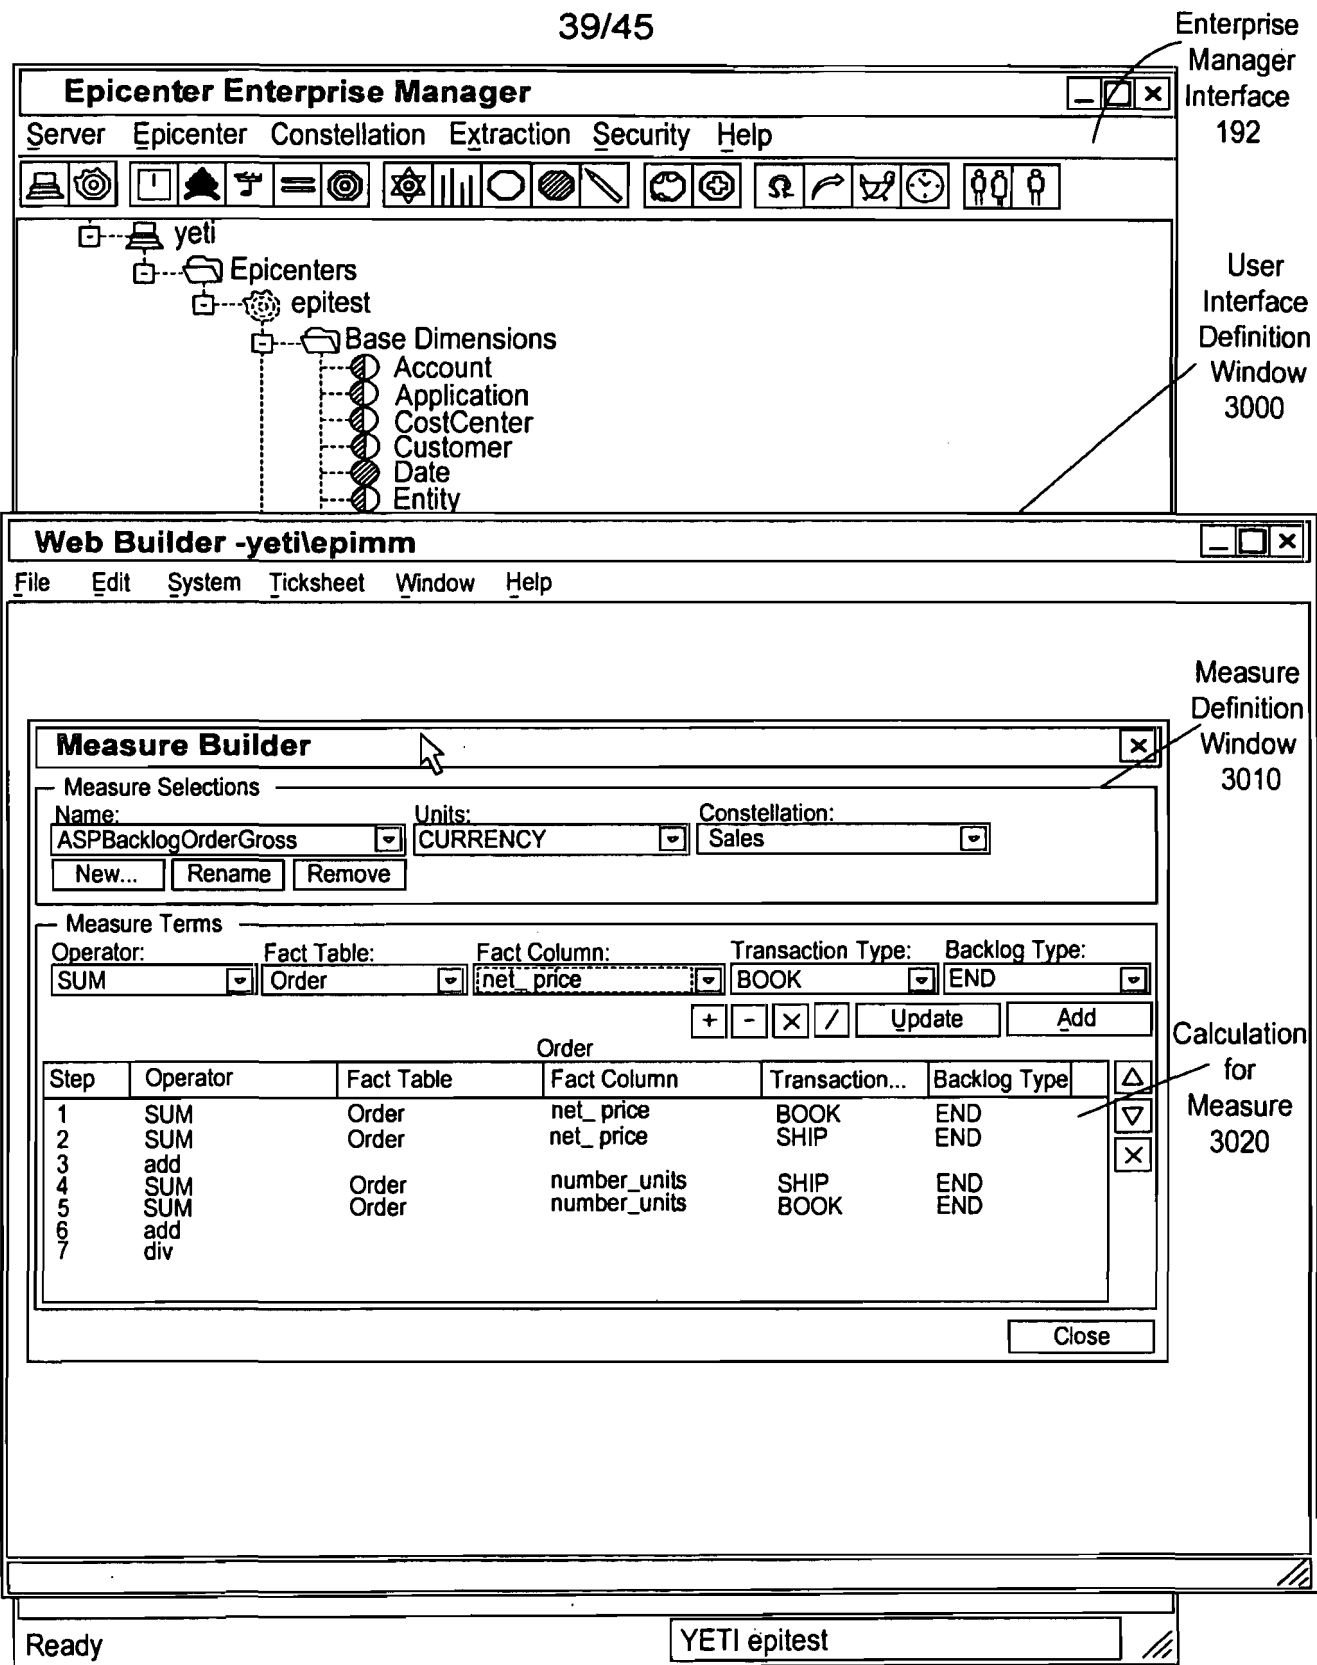 39/45
Enterprise
Manager
Interface
192
Epicenter Enterprise Manager
Server Epicenter Constellation Extraction Security Help
yeti
Epicenters
epitest
Base Dimensions
Account
Application
CostCenter
Customer
Date
Entity
User
Interface
Definition
Window
3000
Web Builder -yeti\epimm
File Edit System Ticksheet Window Help
Measure
Definition
Window
3010
Measure Builder
Measure Selections
Name: Units: Constellation:
ASPBacklogOrderGross CURRENCY Sales
New... Rename Remove
Measure Terms
Operator: Fact Table: Fact Column: Transaction Type: Backlog Type:
SUM Order net_ price BOOK END
+ - X / Update Add
Order
Step Operator Fact Table Fact Column Transaction... Backlog Type
1 SUM Order net_ price BOOK END
2 SUM Order net_ price SHIP END
3 add
4 SUM Order number_units SHIP END
5 SUM Order number_units BOOK END
6 add
7 div
Calculation
for
Measure
3020
Close
Ready YETI epitest